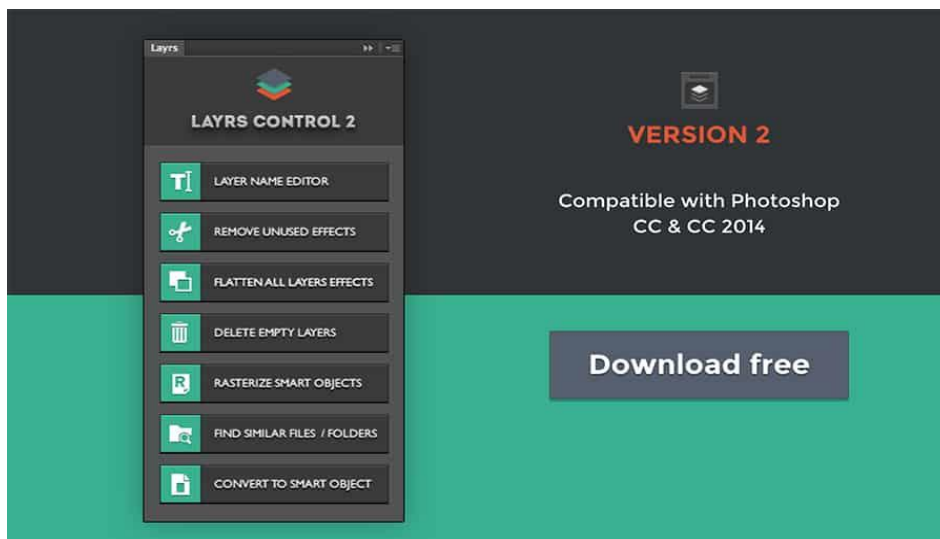 Layrs
LAYRS CONTROL 2
LAYER NAME EDITOR
REMOVE UNUSED EFFECTS
FLATTEN ALL LAYERS EFFECTS
DELETE EMPTY LAYERS
RASTERIZE SMART OBJECTS
FIND SIMILAR FILES / FOLDERS
CONVERT TO SMART OBJECT
VERSION 2
Compatible with Photoshop
CC & CC 2014
Download free